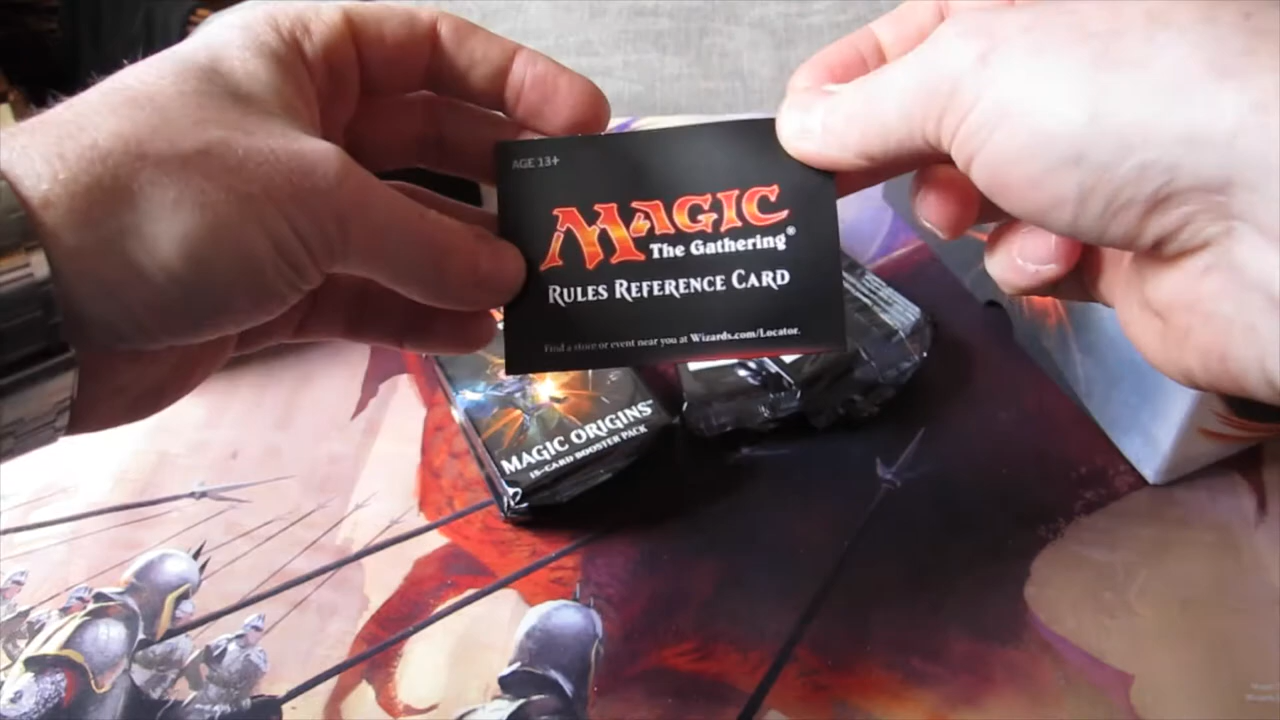 AGE 13+
MAGIC
The Gathering®
RULES REFERENCE CARD
Find a store or event near you at Wizards.com/Locator.
MAGIC ORIGINS™
15-CARD BOOSTER PACK